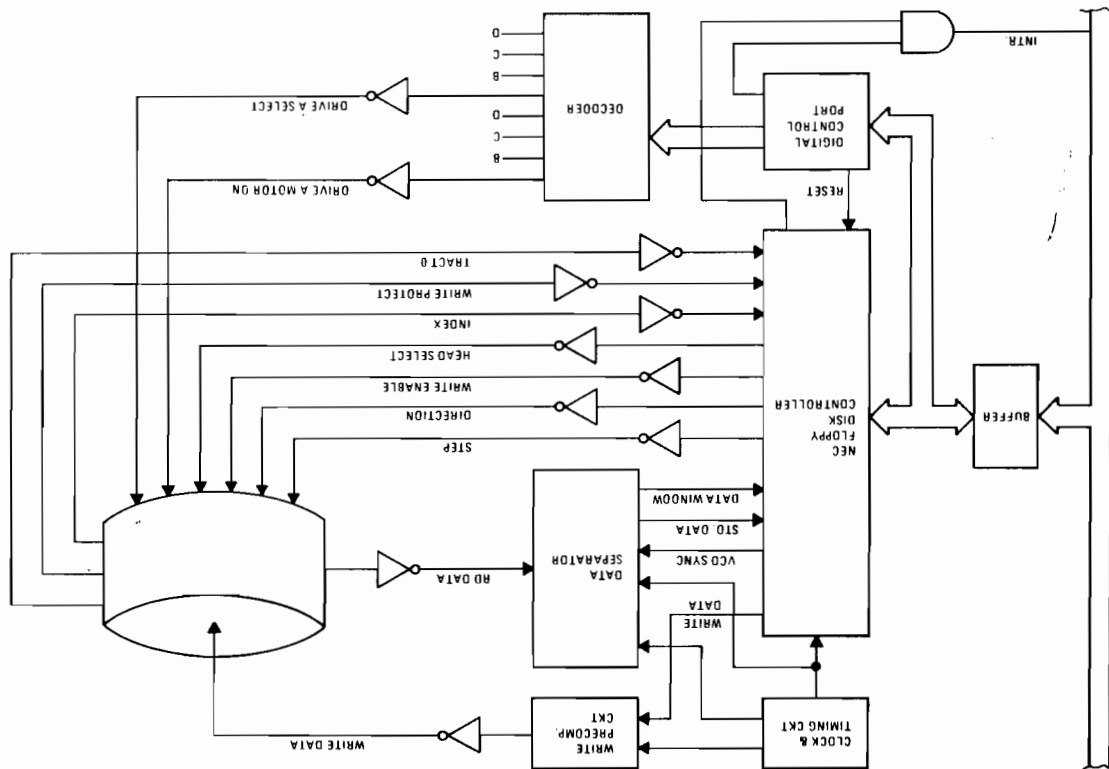 CLOCK &
TIMING CKT
WRITE
PRECOMP.
CKT
WRITE DATA
WRITE
DATA
VCD SYNC
STD. DATA
DATA WINDOW
DATA
SEPARATOR
RD DATA
BUFFER
NEC
FLOPPY
DISK
CONTROLLER
STEP
DIRECTION
WRITE ENABLE
HEAD SELECT
INDEX
WRITE PROTECT
TRACT 0
RESET
DIGITAL
CONTROL
PORT
DECODER
DRIVE A MOTOR ON
B
C
D
DRIVE A SELECT
B
C
D
INTR.